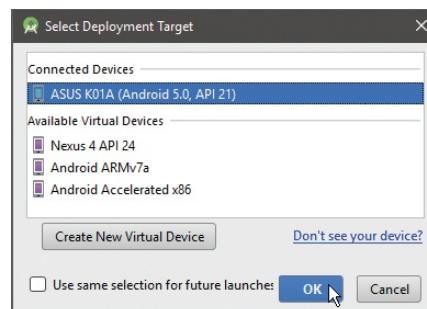 Select Deployment Target
Connected Devices
ASUS K01A (Android 5.0, API 21)
Available Virtual Devices
Nexus 4 API 24
Android ARMv7a
Android Accelerated x86
Create New Virtual Device Don't see your device?
Use same selection for future launches OK Cancel